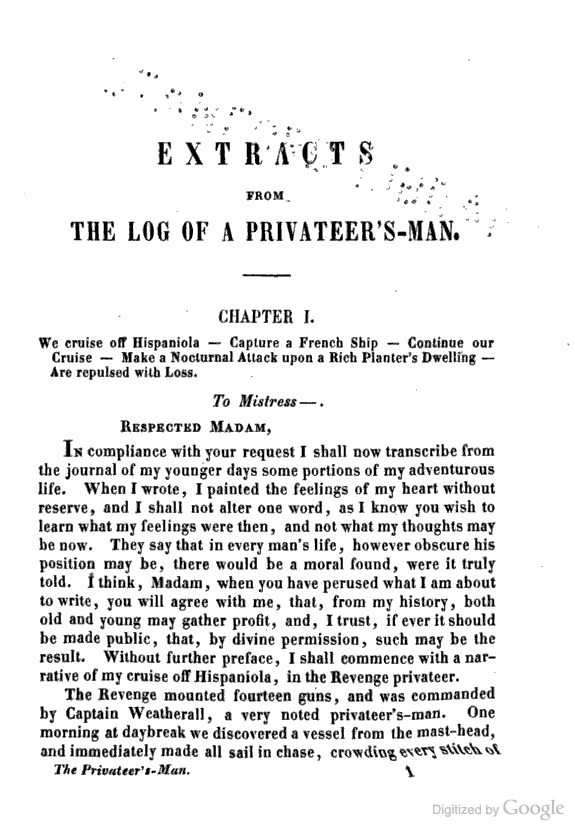 EXTRACTS
FROM
THE LOG OF A PRIVATEER'S-MAN.
CHAPTER I.
We cruise off Hispaniola — Capture a French Ship — Continue our
Cruise — Make a Nocturnal Attack upon a Rich Planter's Dwelling —
Are repulsed with Loss.
To Mistress — .
RESPECTED MADAM,
IN compliance with your request I shall now transcribe from
the journal of my younger days some portions of my adventurous
life. When I wrote, I painted the feelings of my heart without
reserve, and I shall not alter one word, as I know you wish to
learn what my feelings were then, and not what my thoughts may
be now. They say that in every man's life, however obscure his
position may be, there would be a moral found, were it truly
told. I think, Madam, when you have perused what I am about
to write, you will agree with me, that, from my history, both
old and young may gather profit, and, I trust, if ever it should
be made public, that, by divine permission, such may be the
result. Without further preface, I shall commence with a nar-
rative of my cruise off Hispaniola, in the Revenge privateer.
The Revenge mounted fourteen guns, and was commanded
by Captain Weatherall, a very noted privateer's-man. One
morning at daybreak we discovered a vessel from the mast-head,
and immediately made all sail in chase, crowding every stitch of
The Privateer's-Man. 1
Digitized by Google